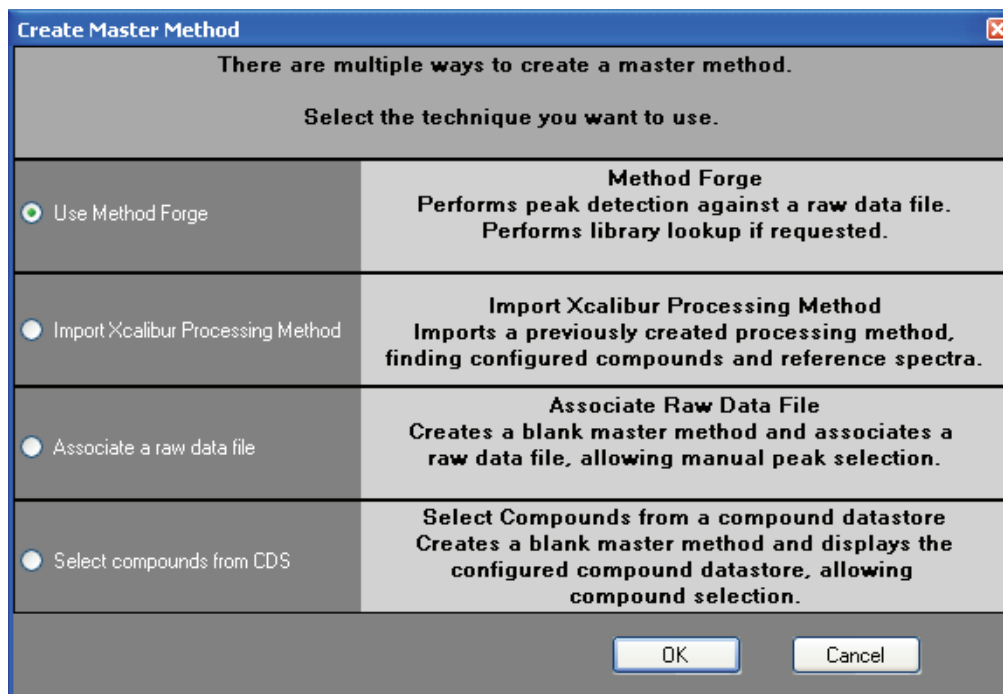 Create Master Method
There are multiple ways to create a master method.
Select the technique you want to use.
Use Method Forge
Method Forge
Performs peak detection against a raw data file.
Performs library lookup if requested.
Import Xcalibur Processing Method
Import Xcalibur Processing Method
Imports a previously created processing method,
finding configured compounds and reference spectra.
Associate a raw data file
Associate Raw Data File
Creates a blank master method and associates a
raw data file, allowing manual peak selection.
Select compounds from CDS
Select Compounds from a compound datastore
Creates a blank master method and displays the
configured compound datastore, allowing
compound selection.
OK
Cancel